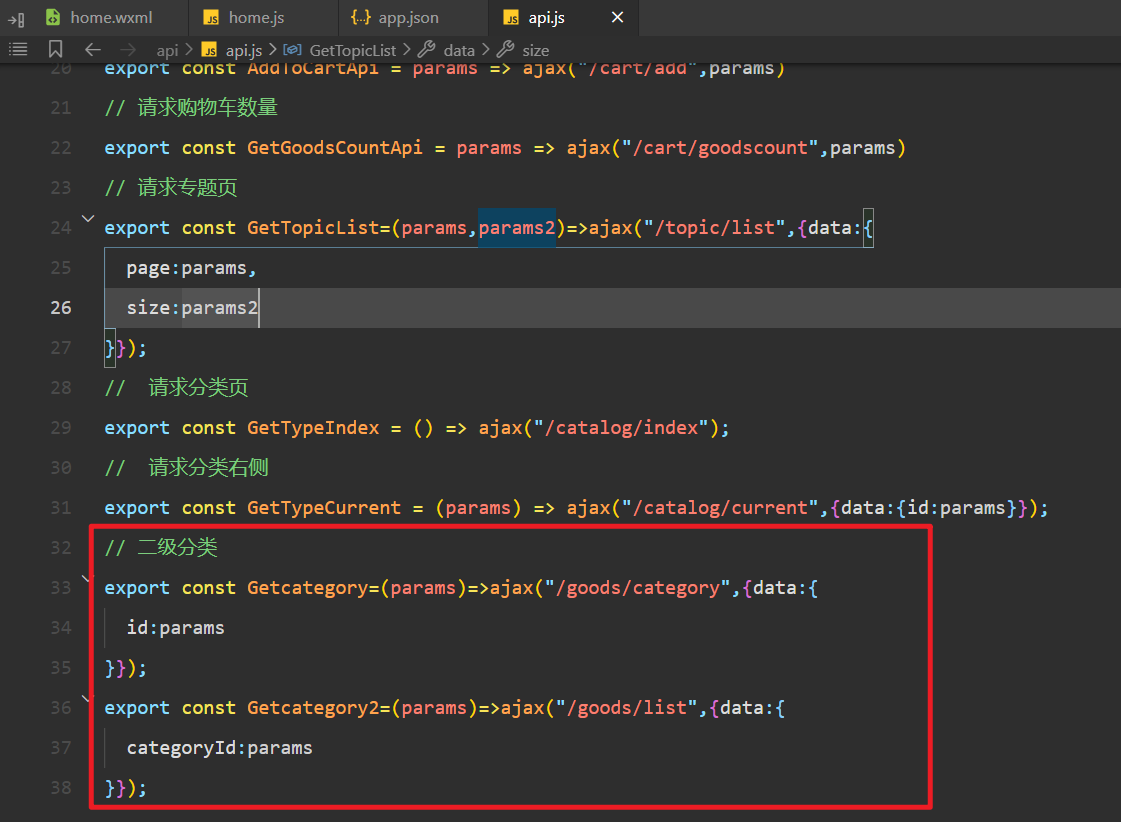 home.wxml home.js app.json api.js
api api.js GetTopicList data size
20 export const AddToCartApi = params => ajax("/cart/add",params)
21 // 请求购物车数量
22 export const GetGoodsCountApi = params => ajax("/cart/goodscount",params)
23 // 请求专题页
24 export const GetTopicList=(params,params2)=>ajax("/topic/list",{data:{
25 page:params,
26 size:params2
27 }});
28 // 请求分类页
29 export const GetTypeIndex = () => ajax("/catalog/index");
30 // 请求分类右侧
31 export const GetTypeCurrent = (params) => ajax("/catalog/current",{data:{id:params}});
32 // 二级分类
33 export const Getcategory=(params)=>ajax("/goods/category",{data:{
34 id:params
35 }});
36 export const Getcategory2=(params)=>ajax("/goods/list",{data:{
37 categoryId:params
38 }});